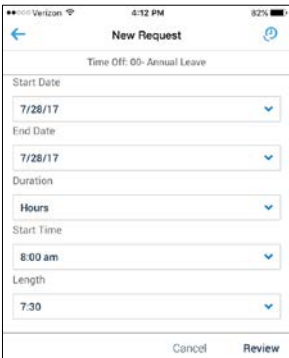 Verizon 4:12 PM 82%
New Request
Time Off: 00- Annual Leave
Start Date
7/28/17
End Date
7/28/17
Duration
Hours
Start Time
8:00 am
Length
7:30
Cancel Review